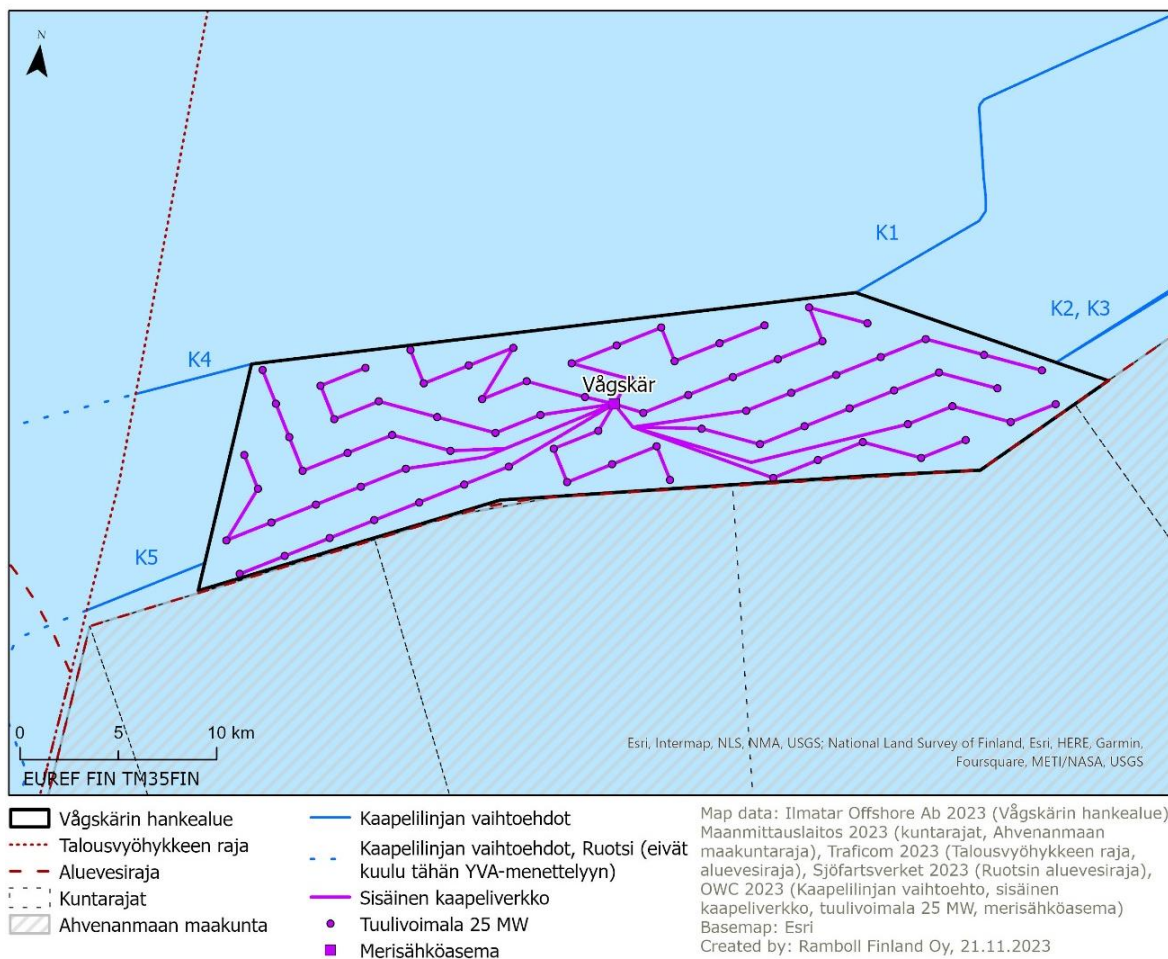 N
K1
K2, K3
K4
Vågskär
K5
0 5 10 km
EUREF FIN TM35FIN
Esri, Intermap, NLS, NMA, USGS; National Land Survey of Finland, Esri, HERE, Garmin,
Foursquare, METI/NASA, USGS
Vågskärin hankealue
Talousvyöhykkeen raja
Aluevesiraja
Kuntarajat
Ahvenanmaan maakunta
Kaapelilinjan vaihtoehdot
Kaapelilinjan vaihtoehdot, Ruotsi (eivät
kuulu tähän YVA-menettelyyn)
Sisäinen kaapeliverkko
Tuulivoimala 25 MW
Merisähköasema
Map data: Ilmatar Offshore Ab 2023 (Vågskärin hankealue)
Maanmittauslaitos 2023 (kuntarajat, Ahvenanmaan
maakuntaraja), Traficom 2023 (Talousvyöhykkeen raja,
aluevesiraja), Sjöfartsverket 2023 (Ruotsin aluevesiraja),
OWC 2023 (Kaapelilinjan vaihtoehto, sisäinen
kaapeliverkko, tuulivoimala 25 MW, merisähköasema)
Basemap: Esri
Created by: Ramboll Finland Oy, 21.11.2023